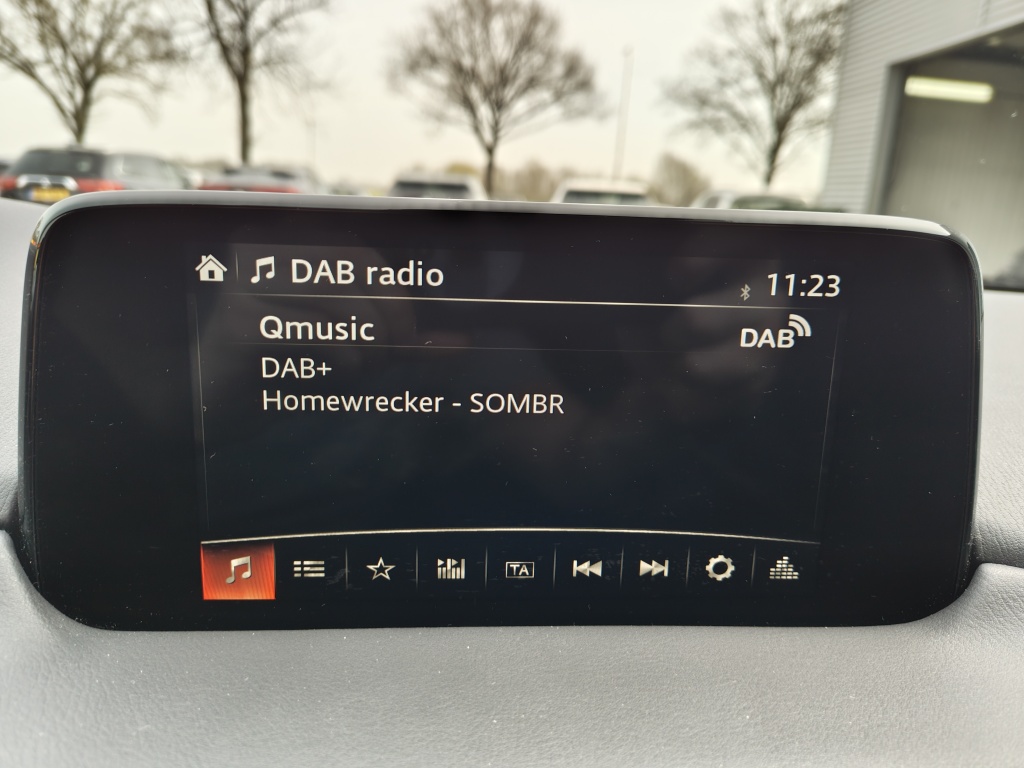 DAB radio
11:23
Qmusic
DAB
DAB+
Homewrecker - SOMBR
TA